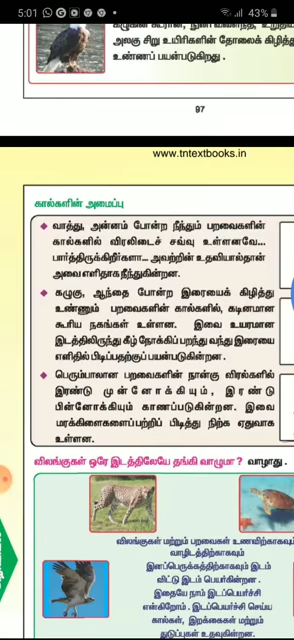 5:01
43%
கழுகின் கூரான, நுனி வளைந்த, உறுதி
அலகு சிறு உயிரிகளின் தோலைக் கிழித்து
உண்ணப் பயன்படுகிறது .
97
www.tntextbooks.in
கால்களின் அமைப்பு
◆ வாத்து, அன்னம் போன்ற நீந்தும் பறவைகளின்
கால்களில் விரலிடைச் சவ்வு உள்ளனவே...
பார்த்திருக்கிறீர்களா... அவற்றின் உதவியால்தான்
அவை எளிதாக நீந்துகின்றன.
◆ கழுகு, ஆந்தை போன்ற இரையைக் கிழித்து
உண்ணும் பறவைகளின் கால்களில், கடினமான
கூரிய நகங்கள் உள்ளன. இவை உயரமான
இடத்திலிருந்து கீழ் நோக்கிப் பறந்து வந்து இரையை
எளிதில் பிடிப்பதற்குப் பயன்படுகின்றன.
◆ பெரும்பாலான பறவைகளின் நான்கு விரல்களில்
இரண்டு முன்னோக்கியும், இரண்டு
பின்னோக்கியும் காணப்படுகின்றன. இவை
மரக்கிளைகளைப்பற்றிப் பிடித்து நிற்க ஏதுவாக
உள்ளன.
விலங்குகள் ஒரே இடத்திலேயே தங்கி வாழுமா ? வாழாது .
விலங்குகள் மற்றும் பறவைகள் உணவிற்காகவும்
வாழிடத்திற்காகவும்
இனப்பெருக்கத்திற்காகவும் இடம்
விட்டு இடம் பெயர்கின்றன .
இதையே நாம் இடப்பெயர்ச்சி
என்கிறோம் . இடப்பெயர்ச்சி செய்ய
கால்கள், இறக்கைகள் மற்றும்
துடுப்புகள் உதவுகின்றன.